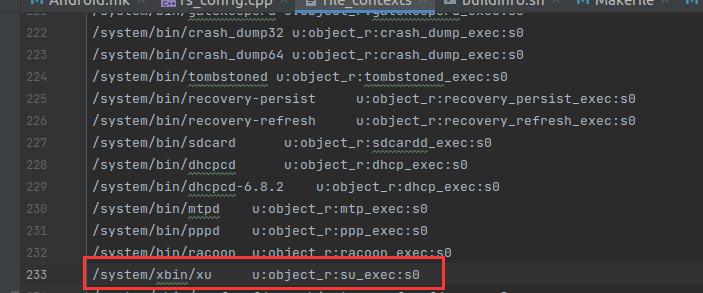 Android.mk rs_config.cpp file_contexts buildinfo.sh Makefile
222 /system/bin/crash_dump32 u:object_r:crash_dump_exec:s0
223 /system/bin/crash_dump64 u:object_r:crash_dump_exec:s0
224 /system/bin/tombstoned u:object_r:tombstoned_exec:s0
225 /system/bin/recovery-persist u:object_r:recovery_persist_exec:s0
226 /system/bin/recovery-refresh u:object_r:recovery_refresh_exec:s0
227 /system/bin/sdcard u:object_r:sdcardd_exec:s0
228 /system/bin/dhcpcd u:object_r:dhcp_exec:s0
229 /system/bin/dhcpcd-6.8.2 u:object_r:dhcp_exec:s0
230 /system/bin/mtpd u:object_r:mtp_exec:s0
231 /system/bin/pppd u:object_r:ppp_exec:s0
232 /system/bin/racoon u:object_r:racoon_exec:s0
233 /system/xbin/xu u:object_r:su_exec:s0